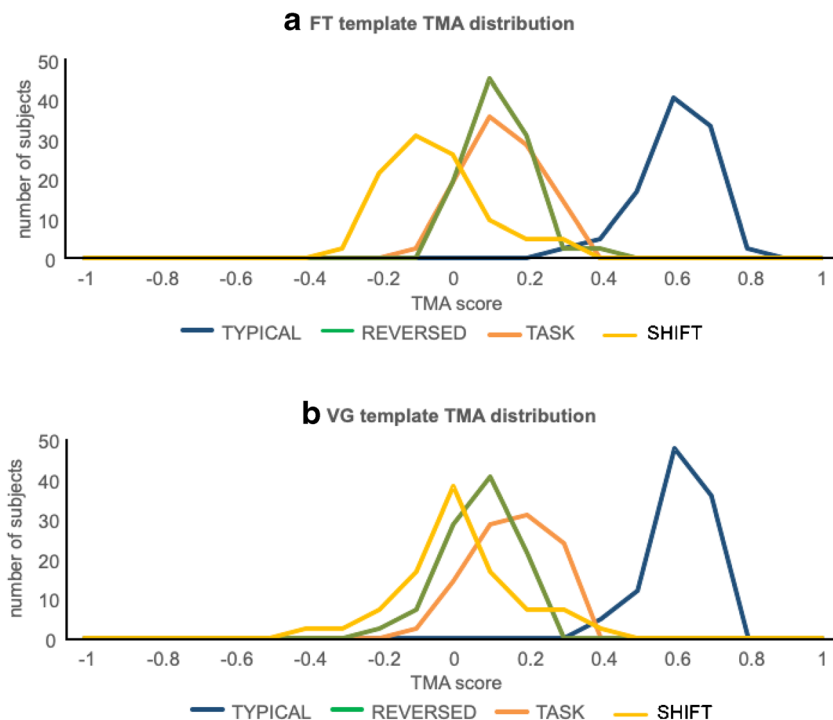 a FT template TMA distribution
number of subjects
50
40
30
20
10
0
-1 -0.8 -0.6 -0.4 -0.2 0 0.2 0.4 0.6 0.8 1
TMA score
TYPICAL REVERSED TASK SHIFT
b VG template TMA distribution
number of subjects
50
40
30
20
10
0
-1 -0.8 -0.6 -0.4 -0.2 0 0.2 0.4 0.6 0.8 1
TMA score
TYPICAL REVERSED TASK SHIFT